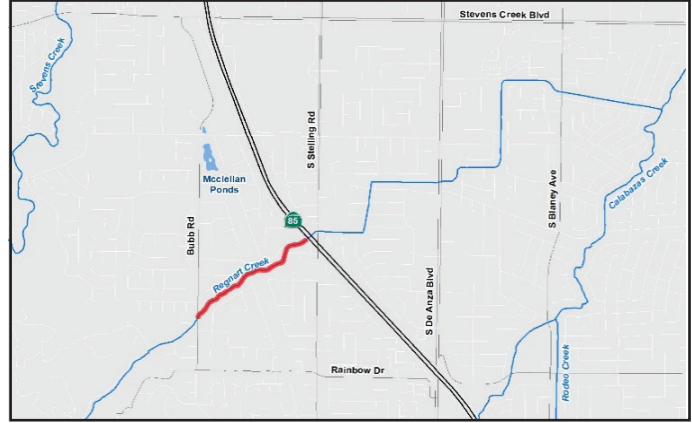 Stevens Creek Blvd
Stevens Creek
S Stelling Rd
Mcclellan
Ponds
S Blaney Ave
Calabazas Creek
Bubb Rd
85
Regnart Creek
S De Anza Blvd
Rainbow Dr
Rodeo Creek